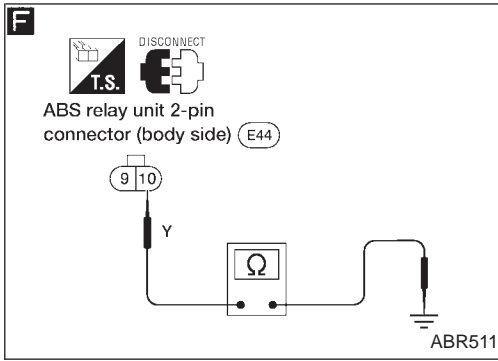 F
DISCONNECT
T.S.
ABS relay unit 2-pin
connector (body side) E44
9 10
Y
Ω
ABR511